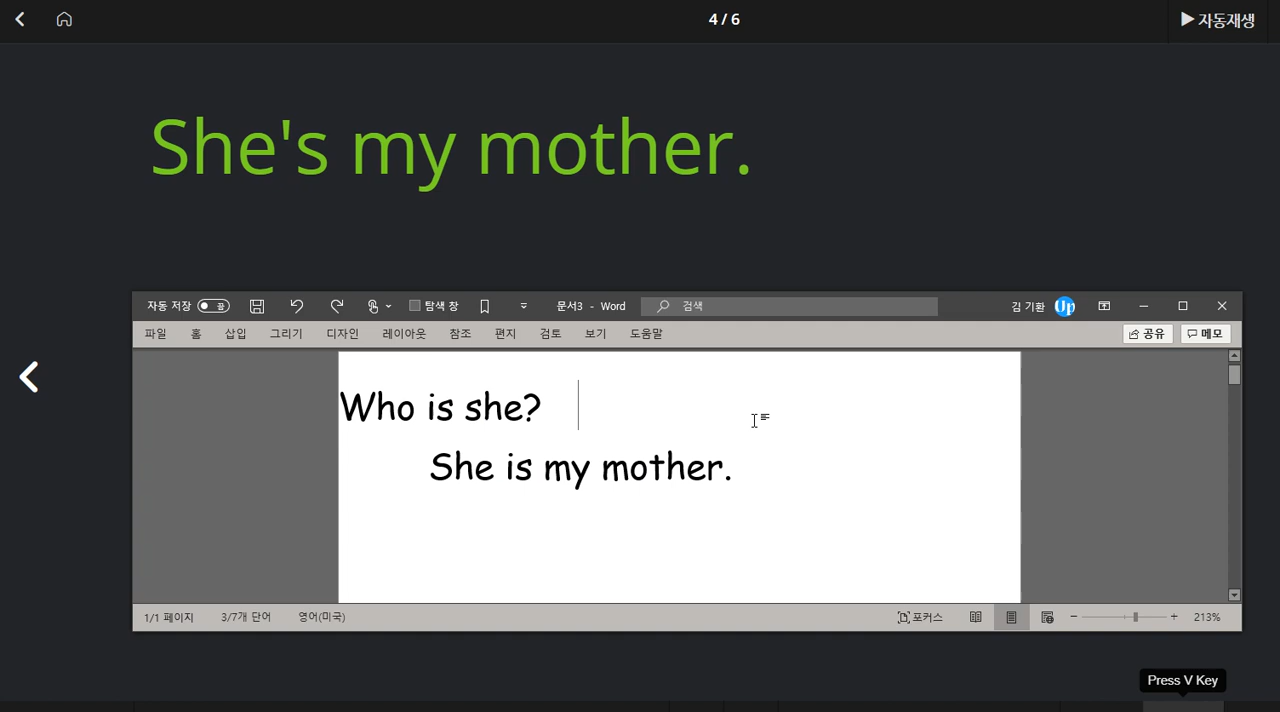 4 / 6
▶ 자동재생
She's my mother.
자동 저장 끔 탐색 창 문서3 - Word 검색 김 기환 Up
파일 홈 삽입 그리기 디자인 레이아웃 참조 편지 검토 보기 도움말 공유 메모
Who is she?
She is my mother.
1/1 페이지 3/7개 단어 영어(미국) 포커스 − + 213%
Press V Key